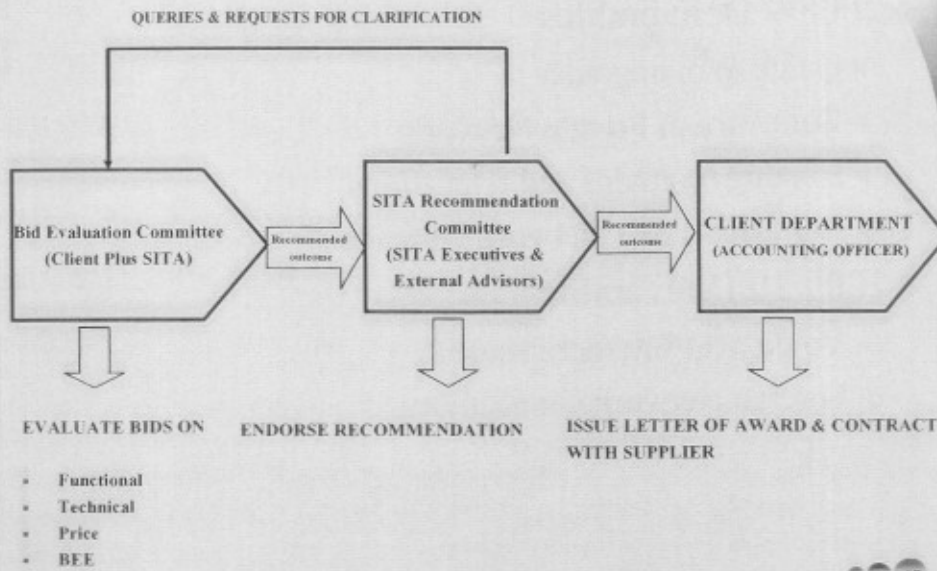 QUERIES & REQUESTS FOR CLARIFICATION
Bid Evaluation Committee
(Client Plus SITA)
Recommended
outcome
SITA Recommendation
Committee
(SITA Executives &
External Advisors)
Recommended
outcome
CLIENT DEPARTMENT
(ACCOUNTING OFFICER)
EVALUATE BIDS ON
- Functional
- Technical
- Price
- BEE
ENDORSE RECOMMENDATION
ISSUE LETTER OF AWARD & CONTRACT
WITH SUPPLIER